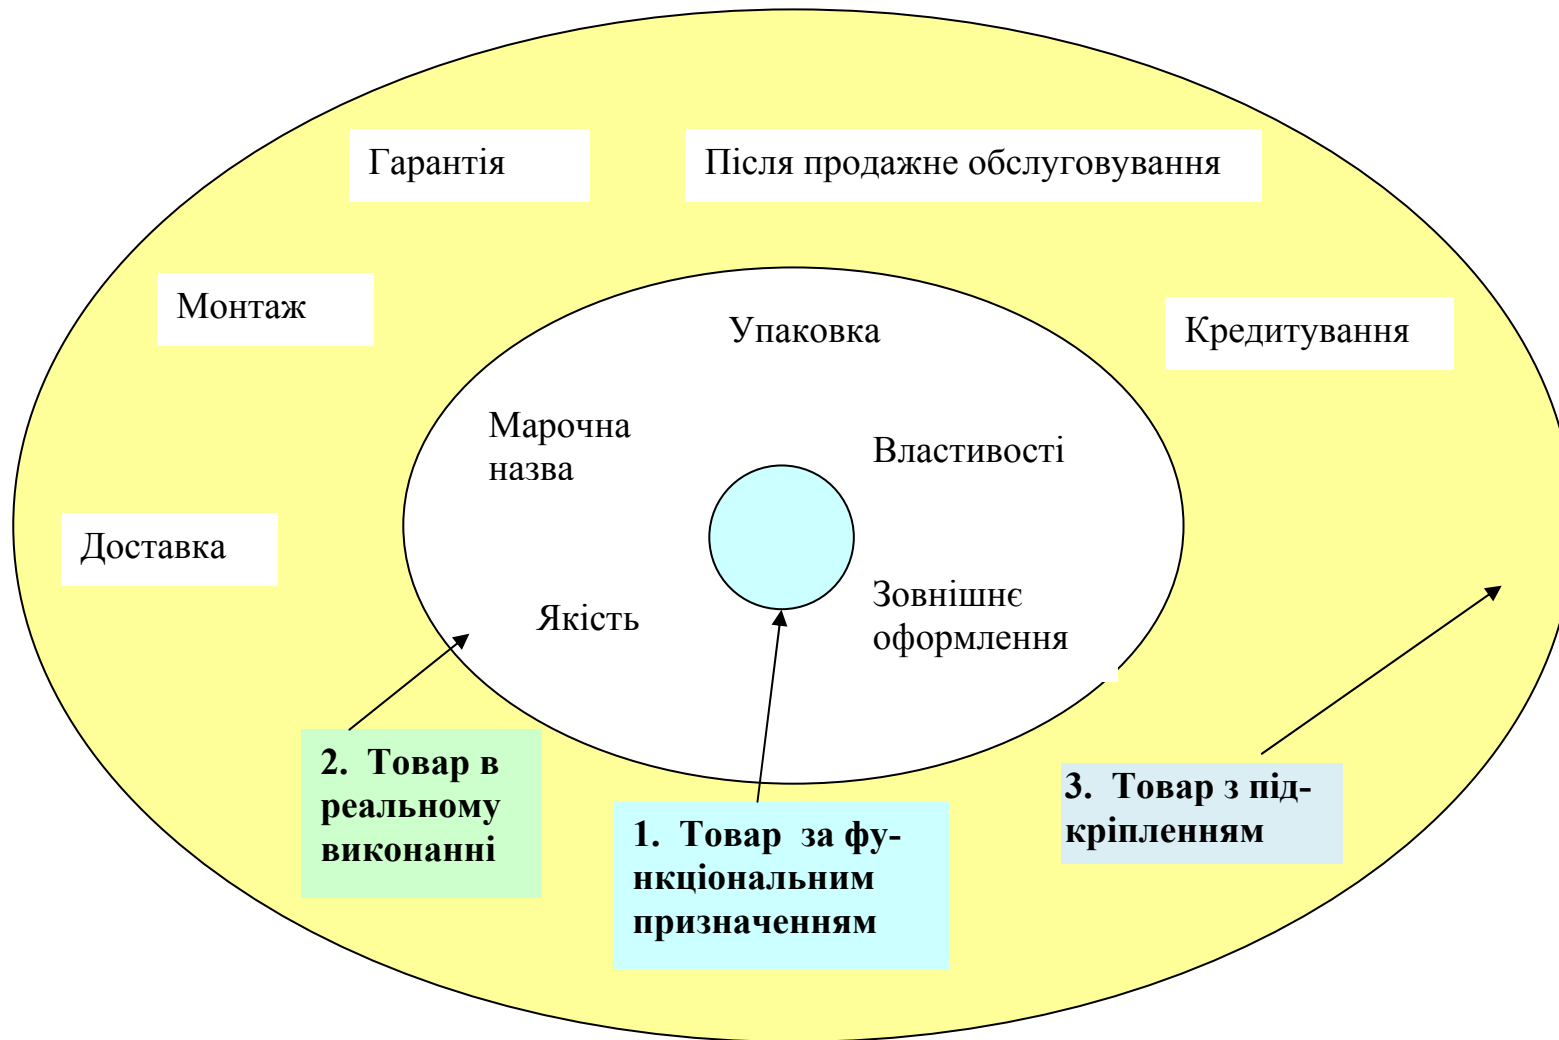 Гарантія
Після продажне обслуговування
Монтаж
Упаковка
Кредитування
Марочна
назва
Властивості
Доставка
Якість
Зовнішнє
оформлення
2. Товар в
реальному
виконанні
1. Товар за фу-
нкціональним
призначенням
3. Товар з під-
кріпленням